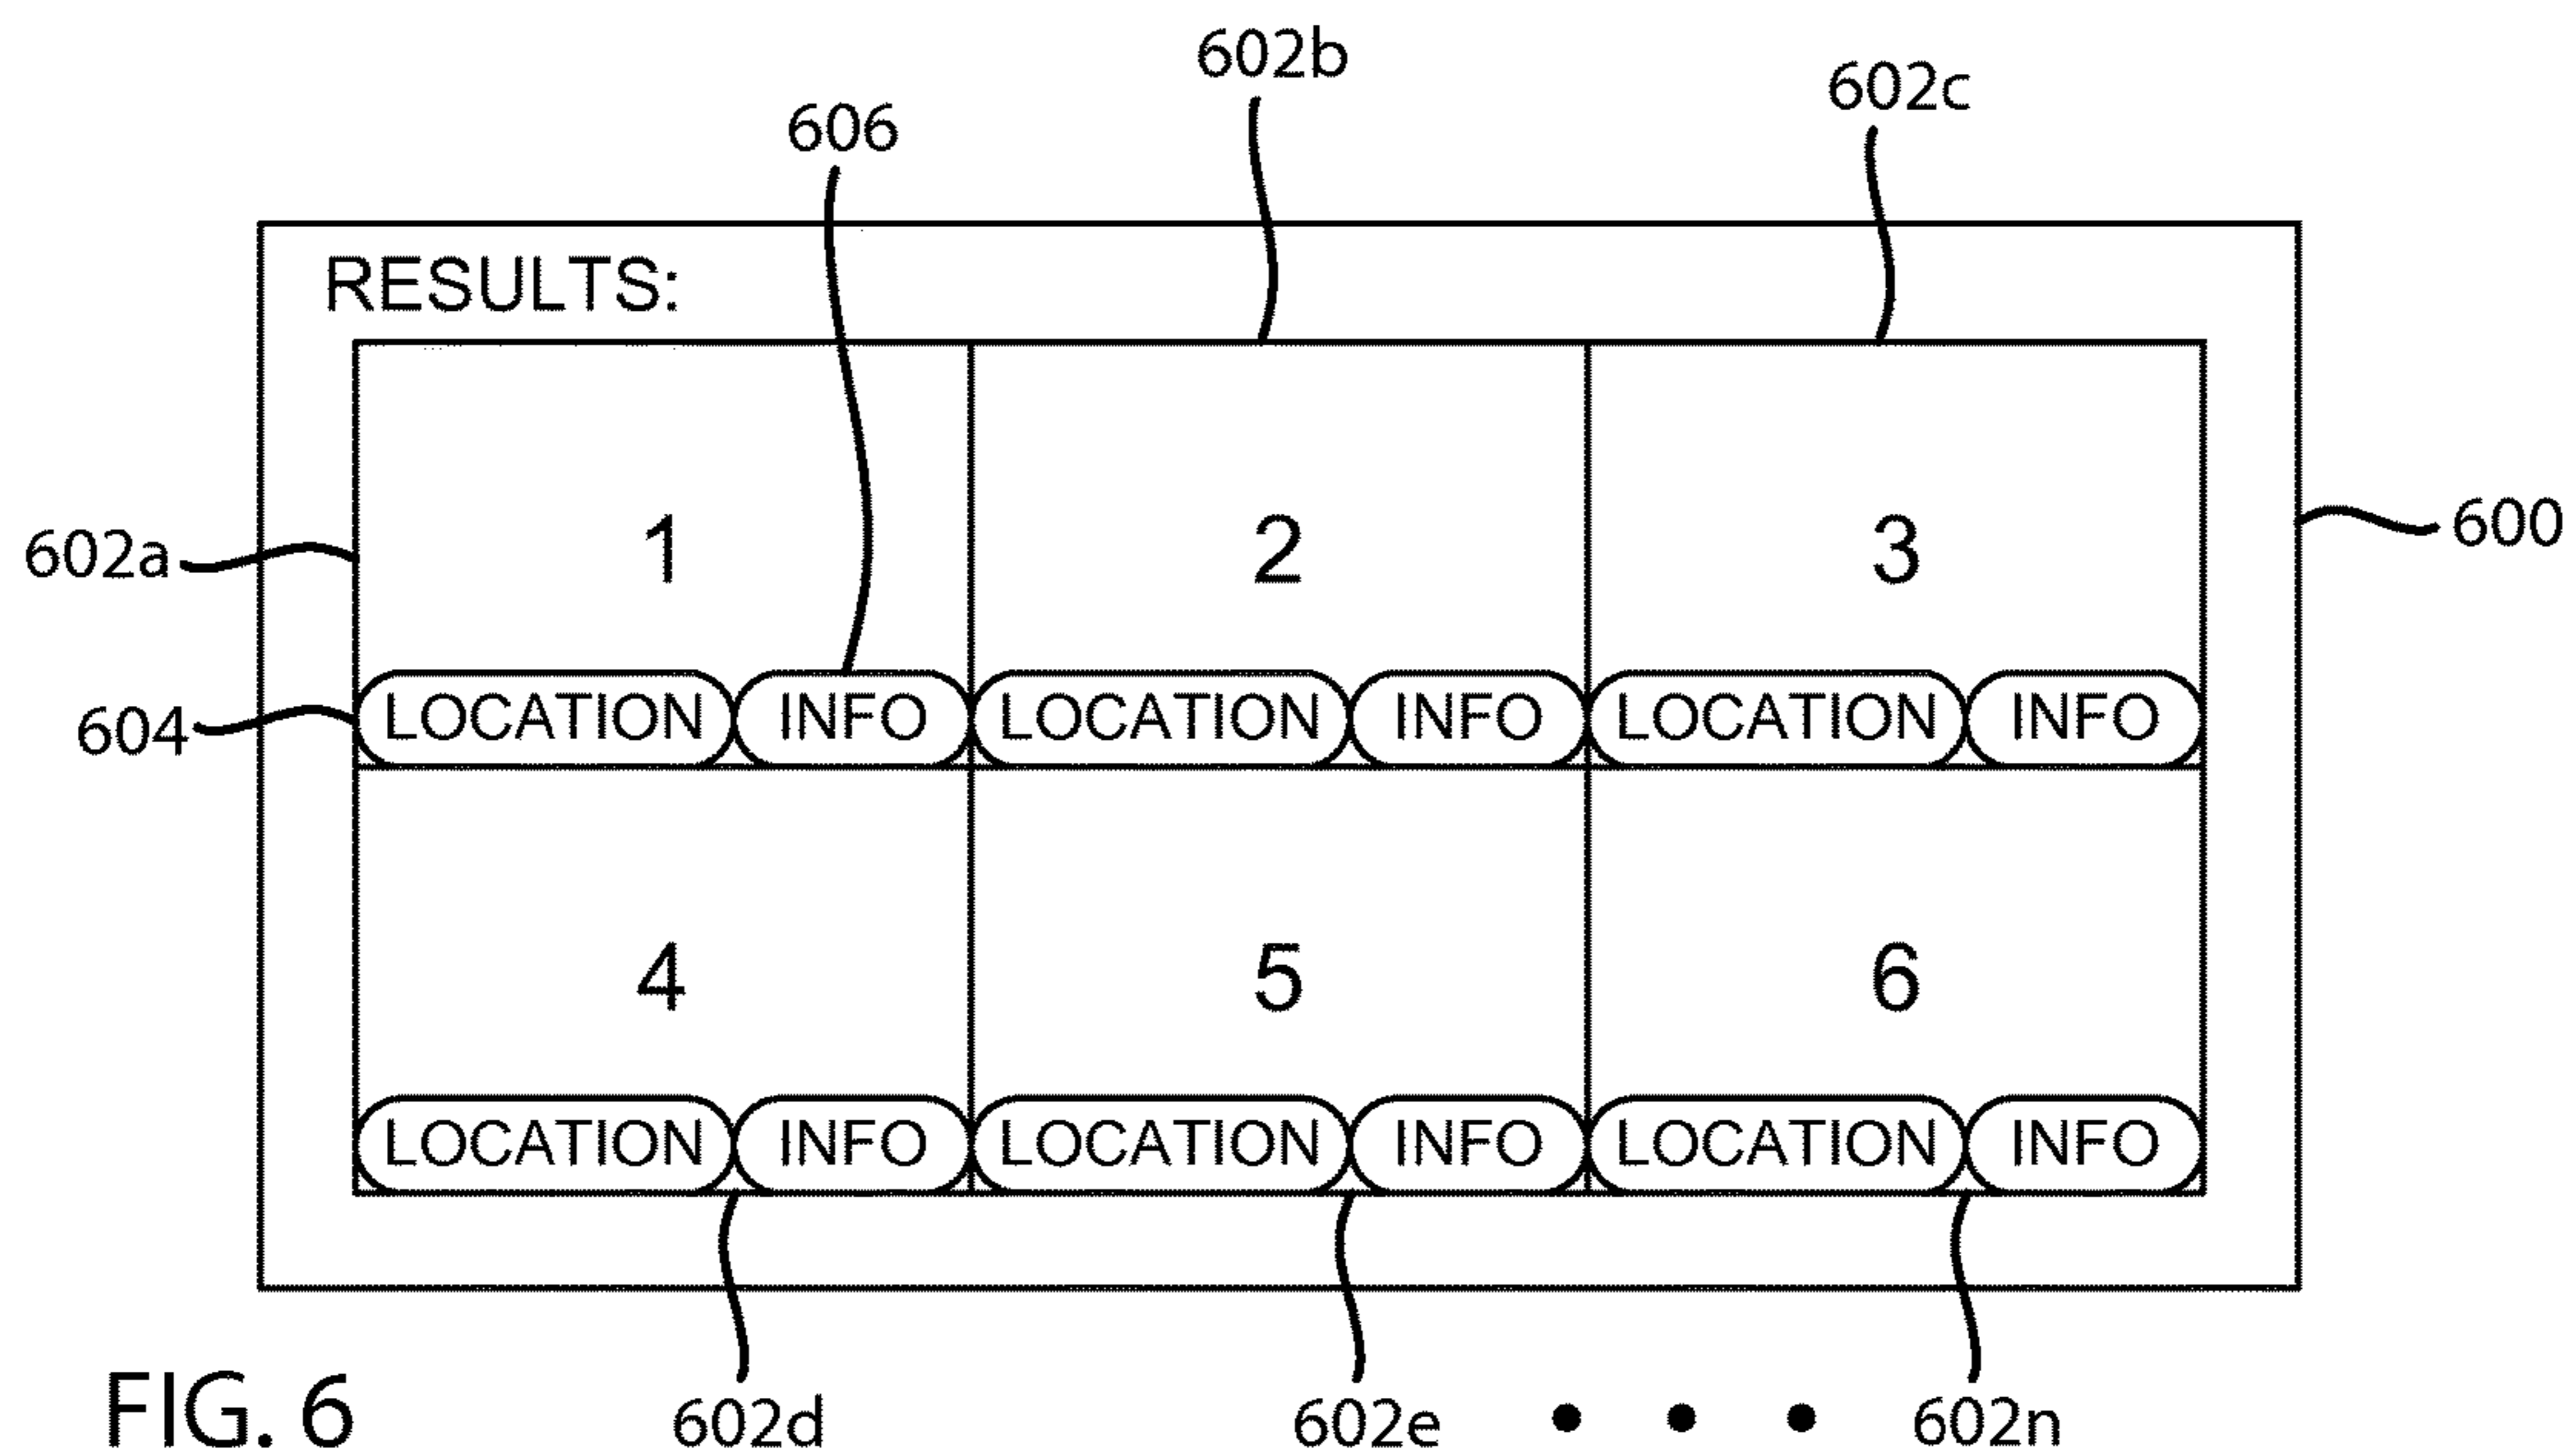 602b
602c
606
RESULTS:
602a
1 2 3
600
604
LOCATION INFO LOCATION INFO LOCATION INFO
4 5 6
LOCATION INFO LOCATION INFO LOCATION INFO
FIG. 6
602d 602e • • • 602n